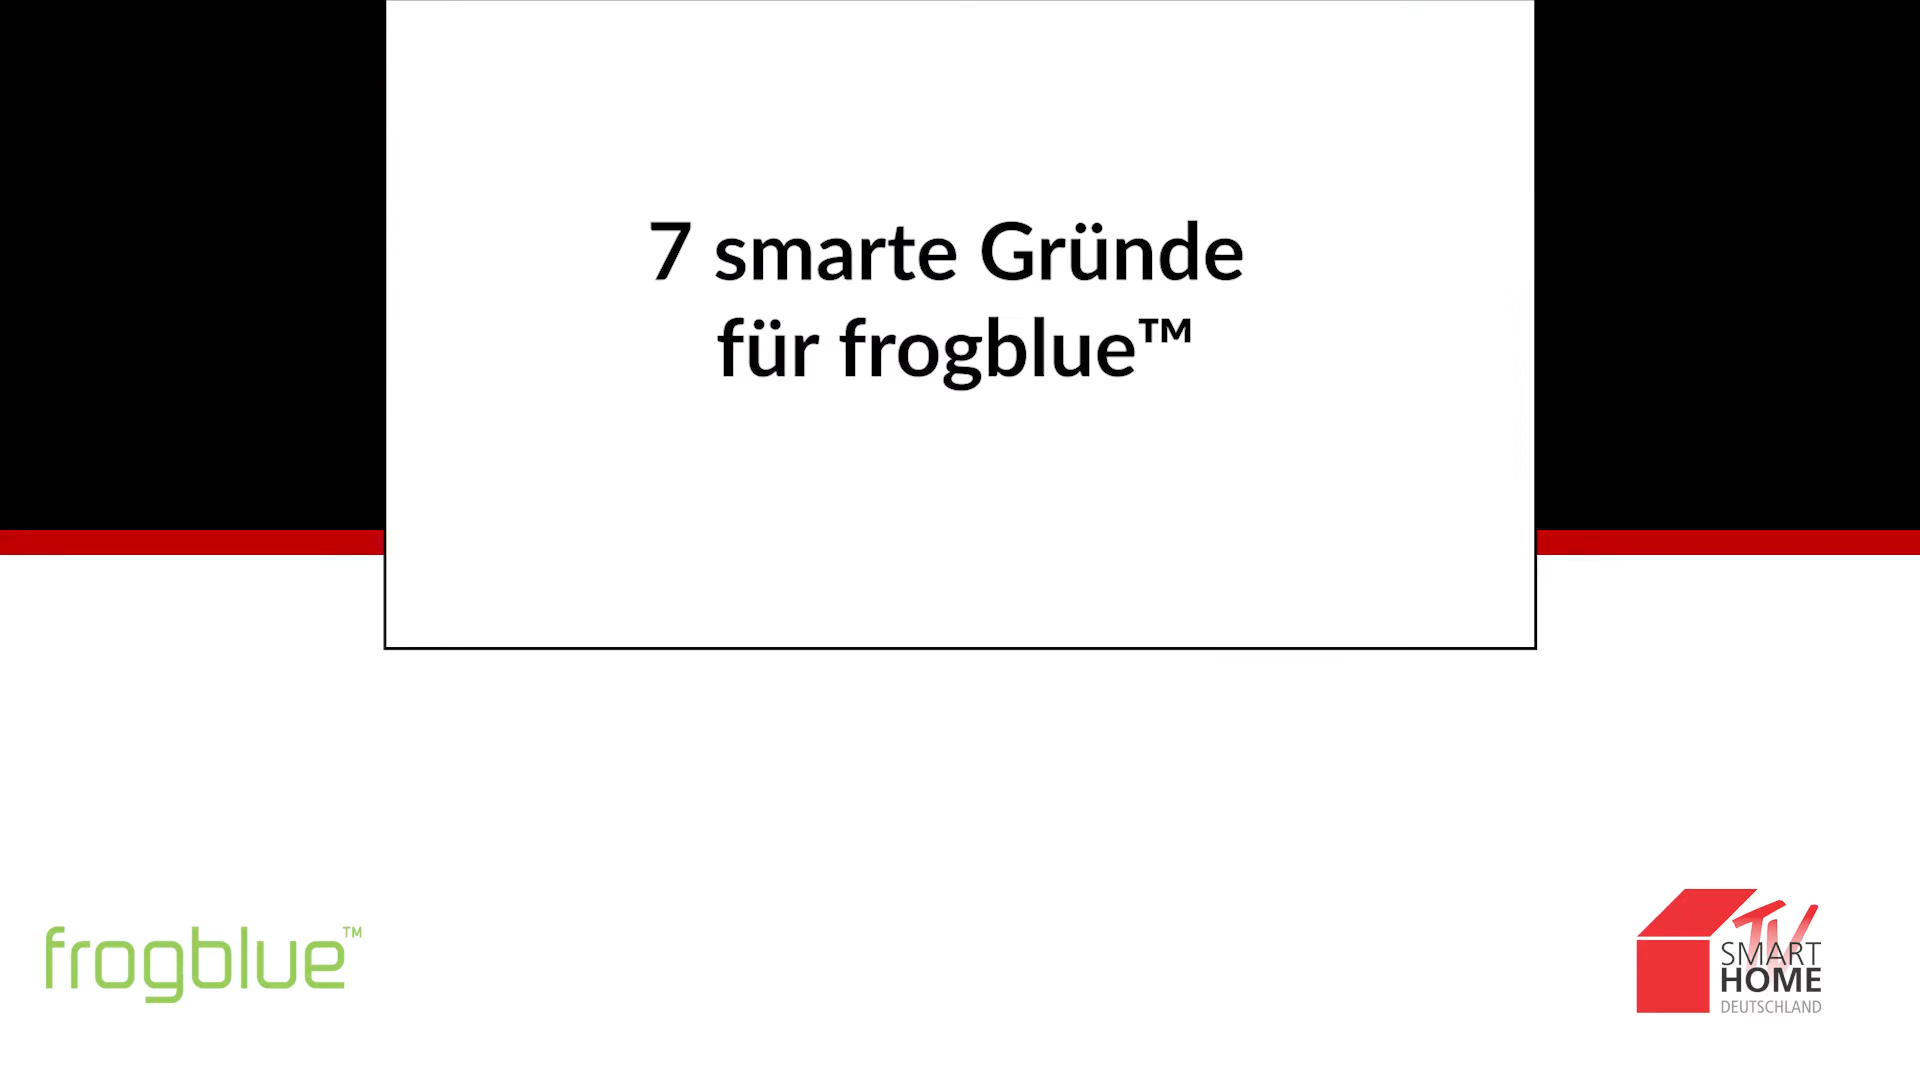 7 smarte Gründe
für frogblue™
frogblue™
TV
SMART
HOME
DEUTSCHLAND